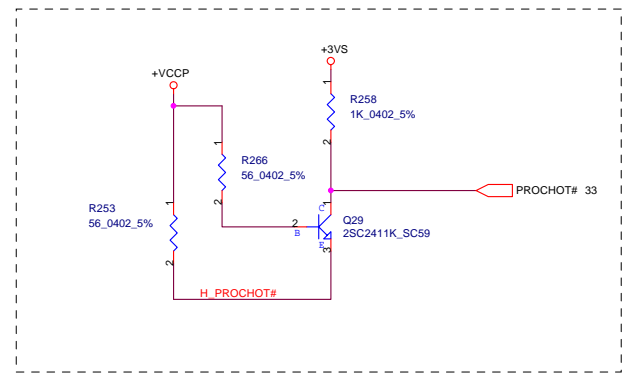 +3VS
+VCCP
1
R258
1K_0402_5%
2
1
R266
56_0402_5%
2
1
R253
56_0402_5%
2
1
C
PROCHOT# 33
2
B
Q29
2SC2411K_SC59
E
3
H_PROCHOT#